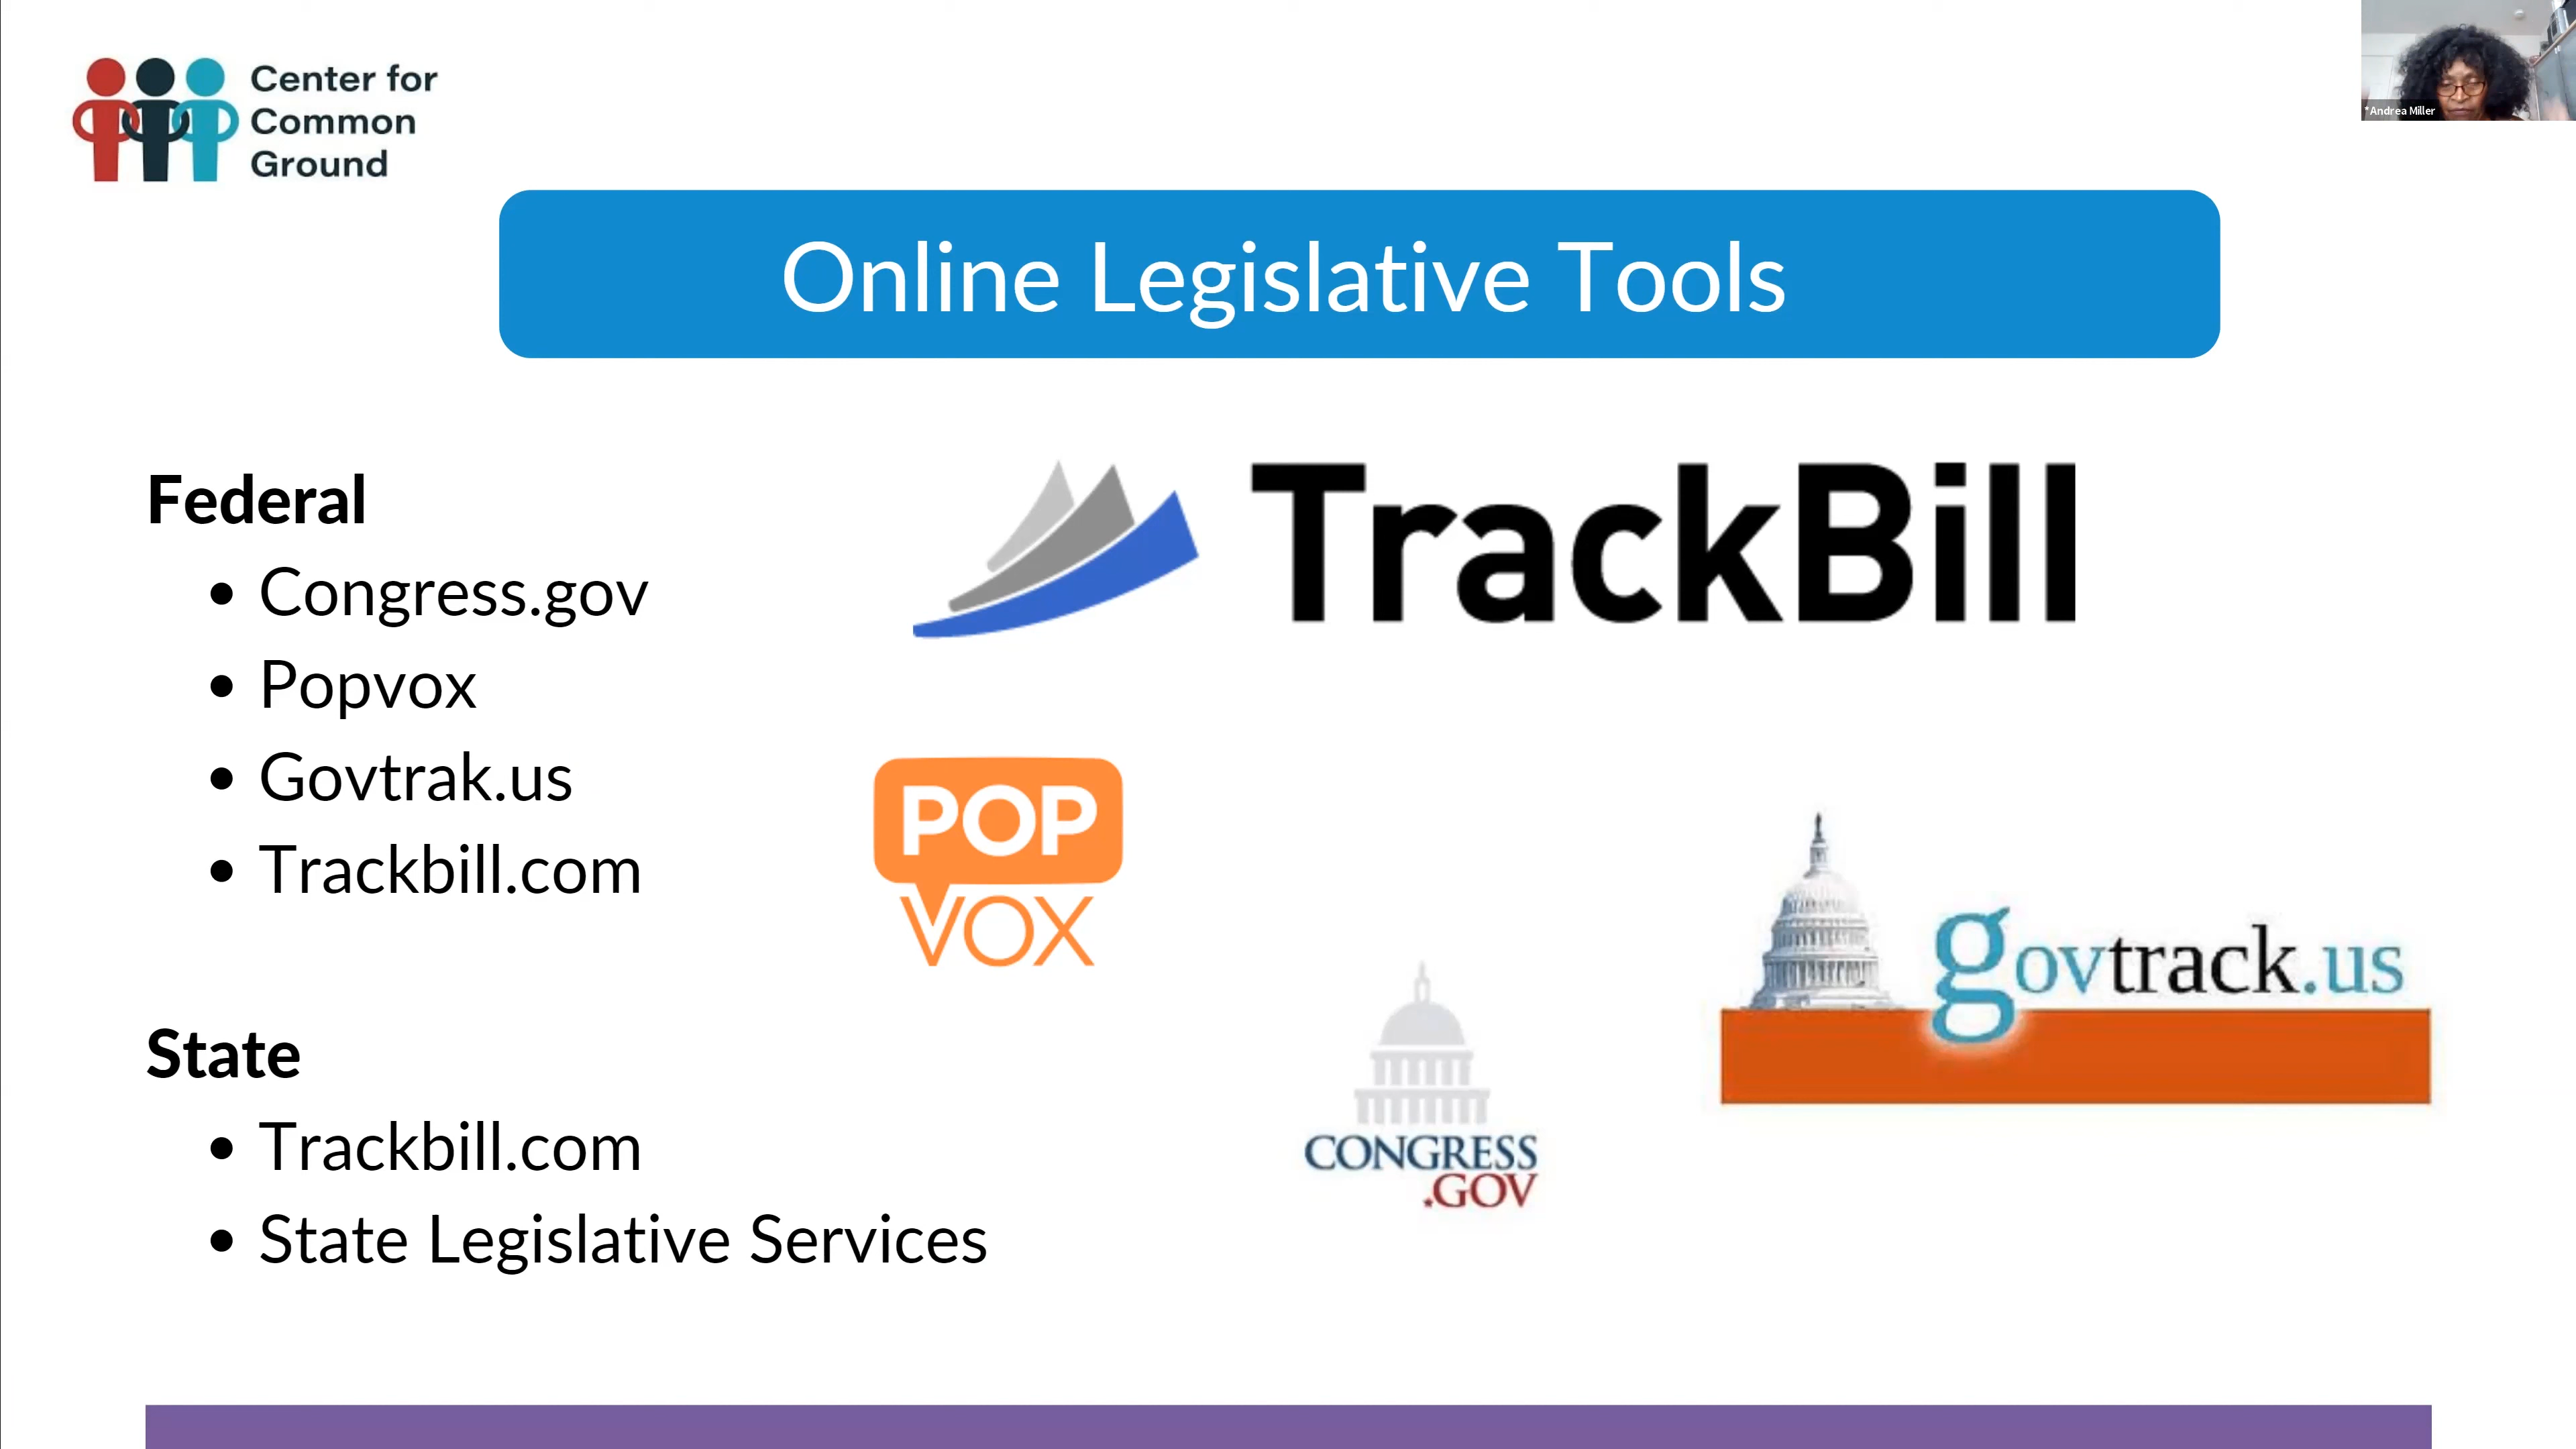 Center for
Common
Ground
*Andrea Miller
Online Legislative Tools
Federal
• Congress.gov
• Popvox
• Govtrak.us
• Trackbill.com
State
• Trackbill.com
• State Legislative Services
TrackBill
POP
VOX
govtrack.us
CONGRESS
.GOV